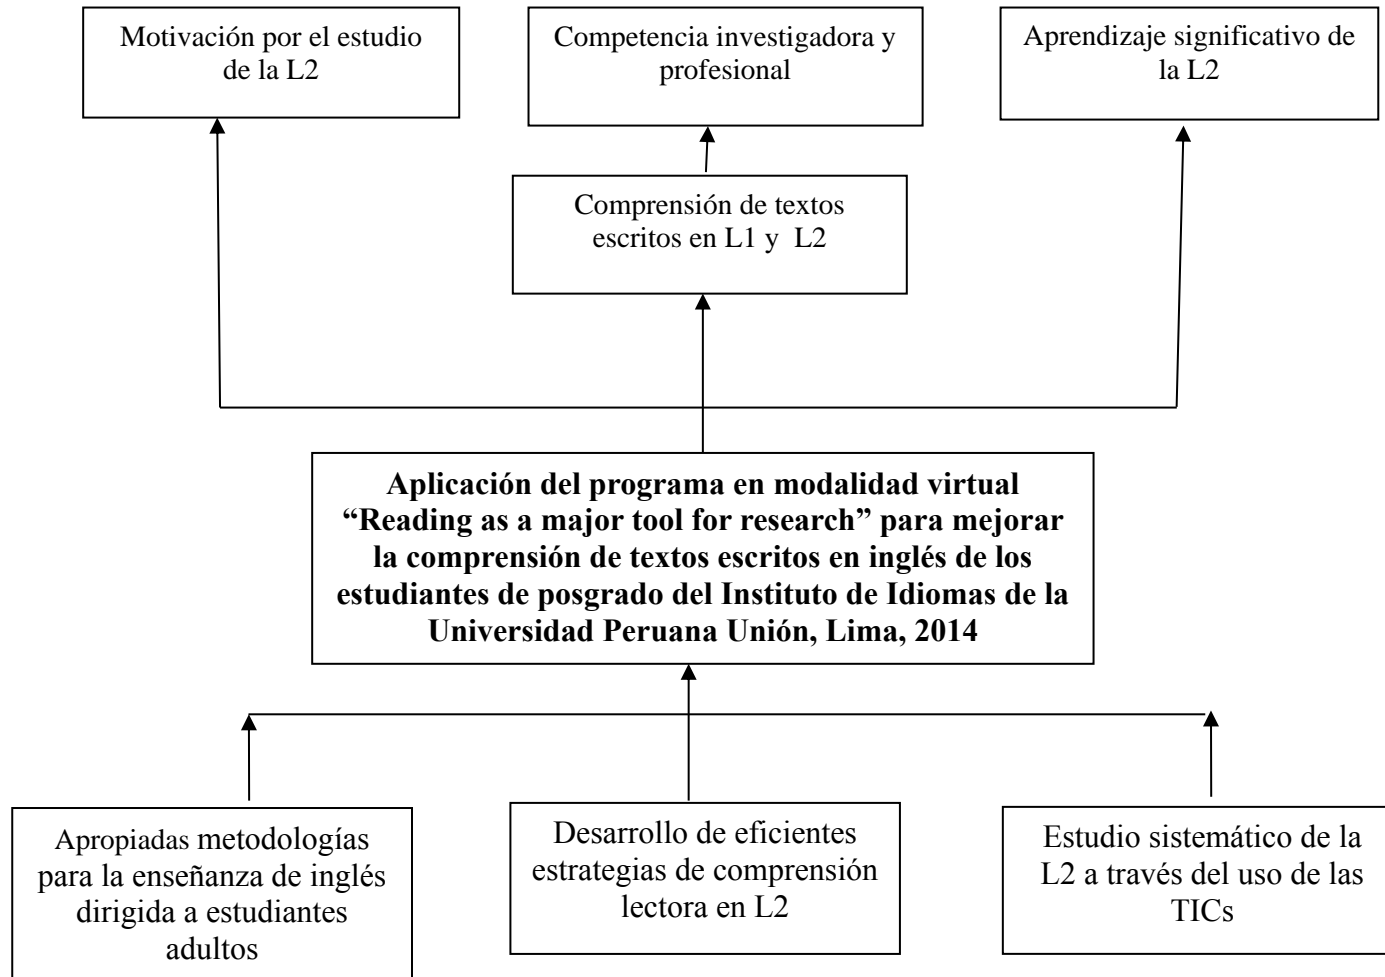 Motivación por el estudio
de la L2
Competencia investigadora y
profesional
Aprendizaje significativo de
la L2
Comprensión de textos
escritos en L1 y L2
Aplicación del programa en modalidad virtual
“Reading as a major tool for research” para mejorar
la comprensión de textos escritos en inglés de los
estudiantes de posgrado del Instituto de Idiomas de la
Universidad Peruana Unión, Lima, 2014
Apropiadas metodologías
para la enseñanza de inglés
dirigida a estudiantes
adultos
Desarrollo de eficientes
estrategias de comprensión
lectora en L2
Estudio sistemático de la
L2 a través del uso de las
TICs